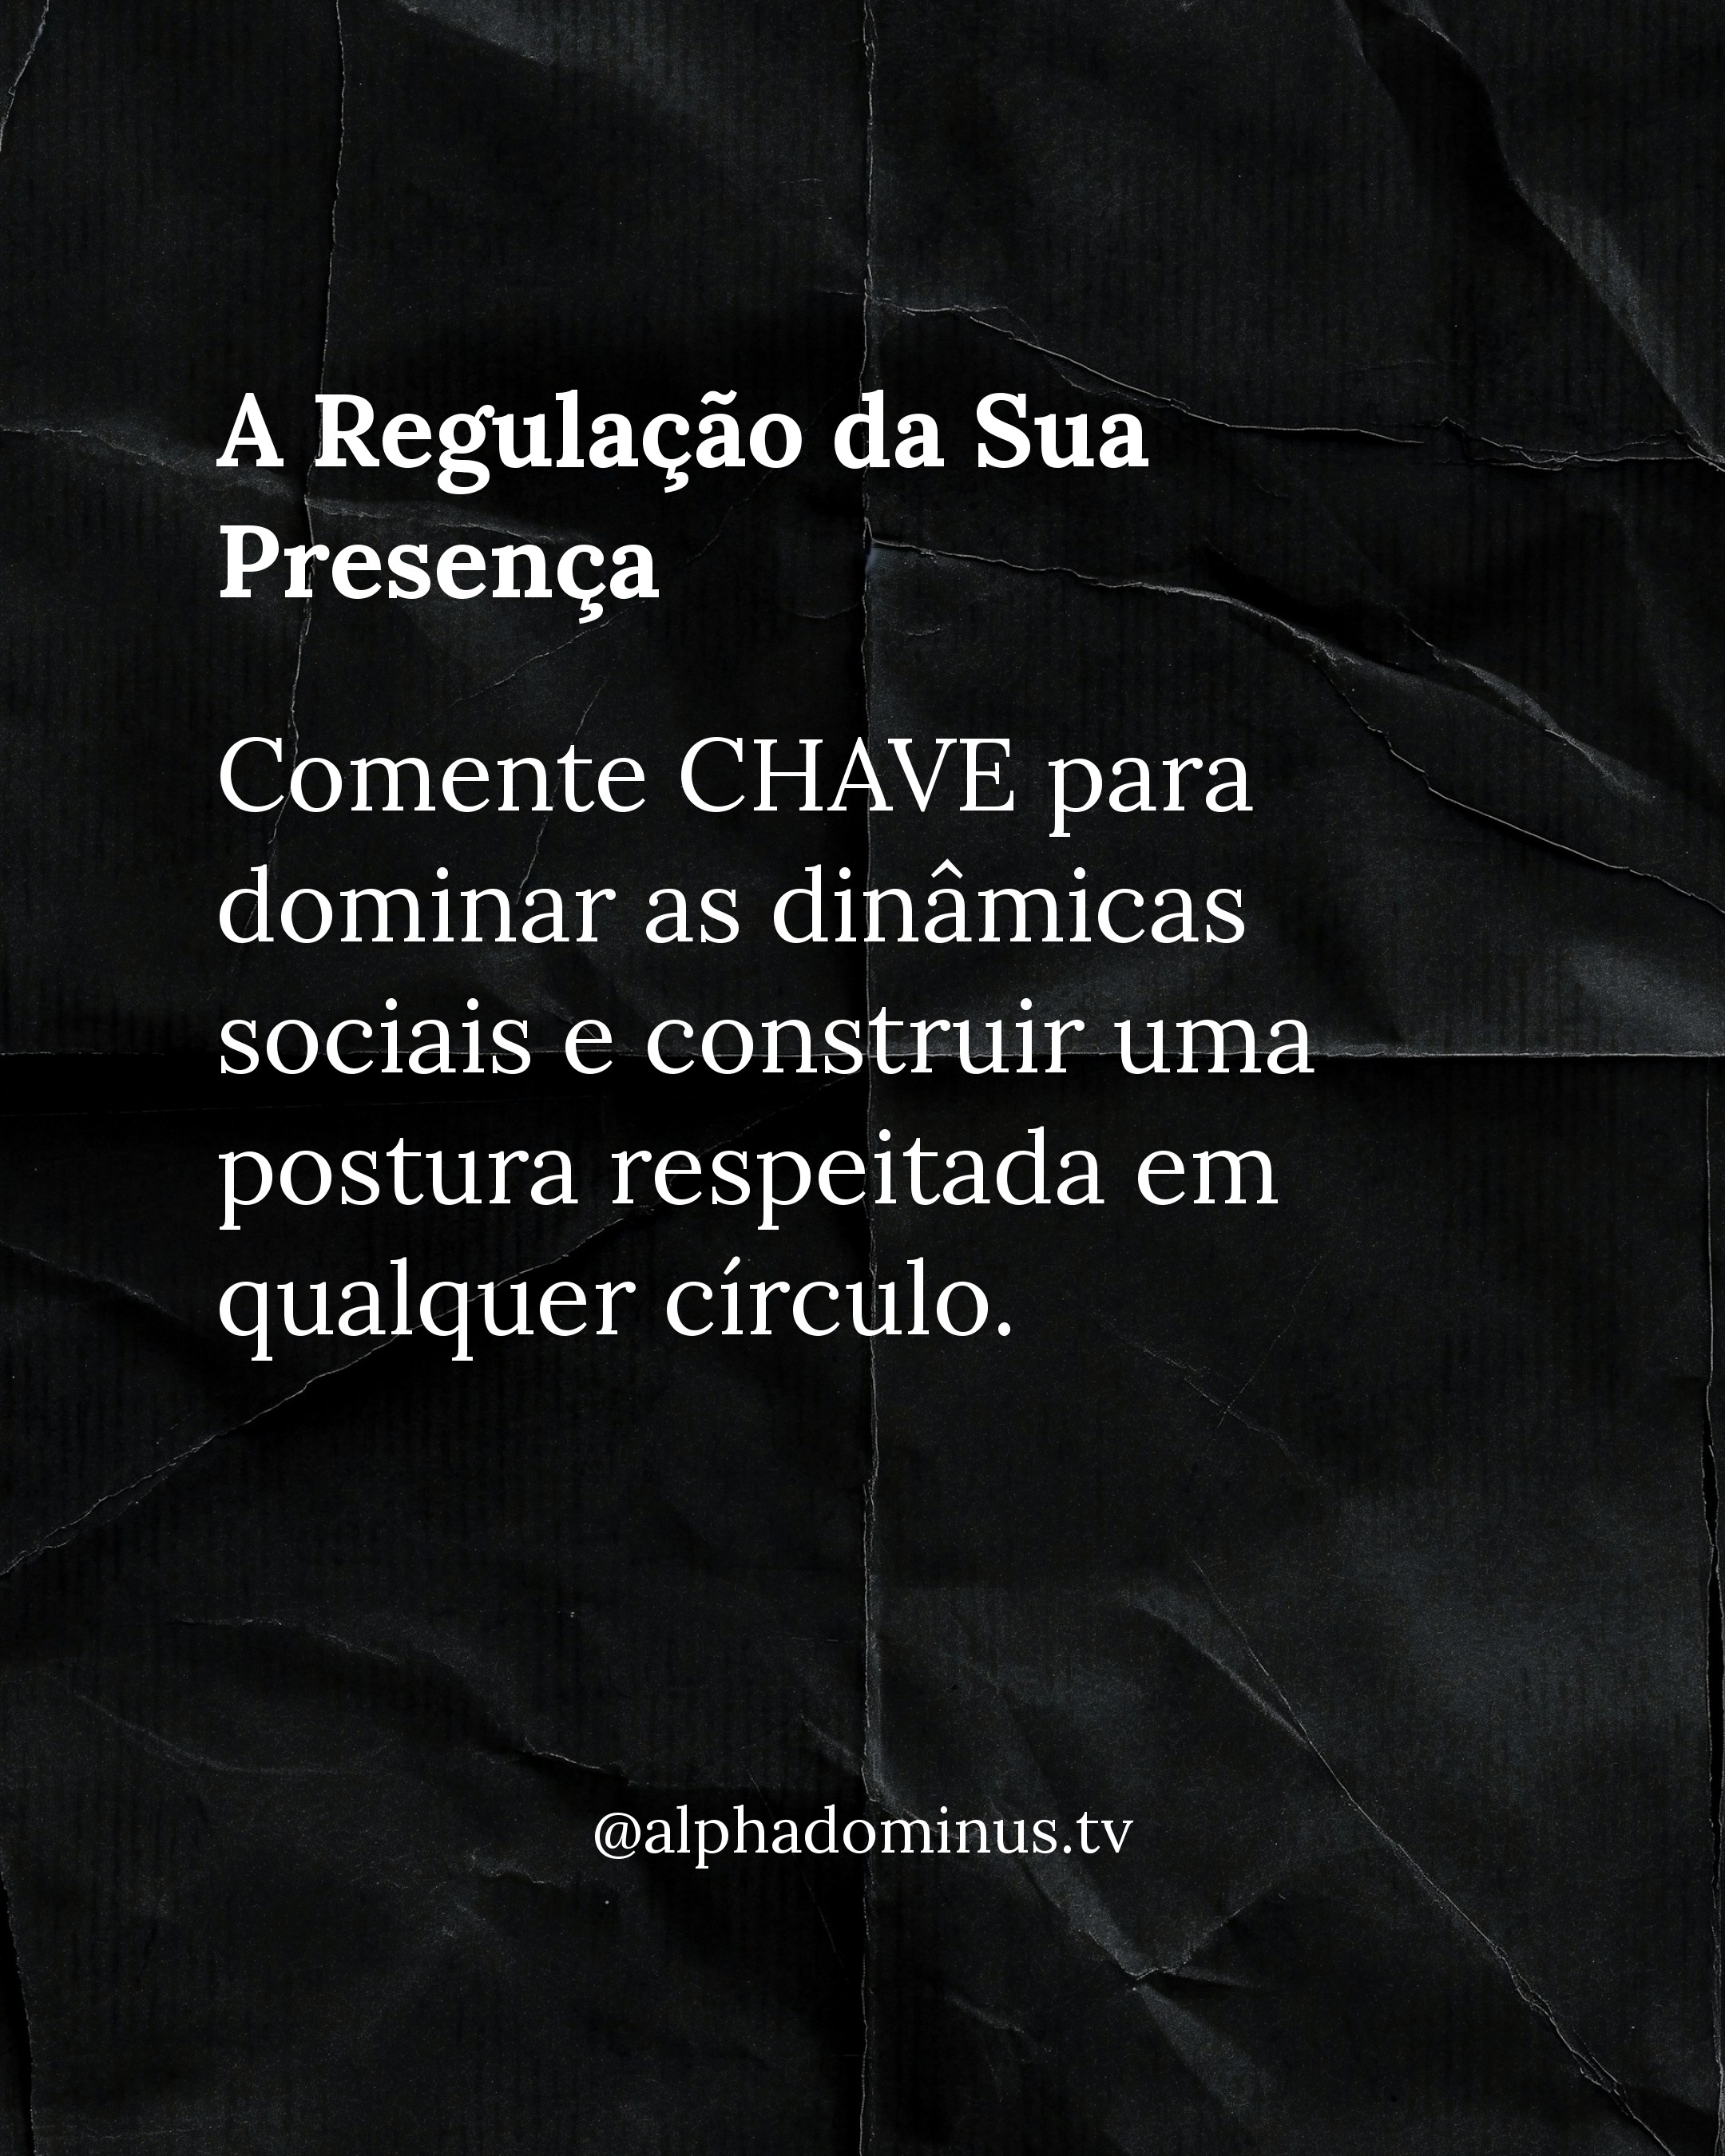 A Regulação da Sua
Presença
Comente CHAVE para
dominar as dinâmicas
sociais e construir uma
postura respeitada em
qualquer círculo.
@alphadominus.tv